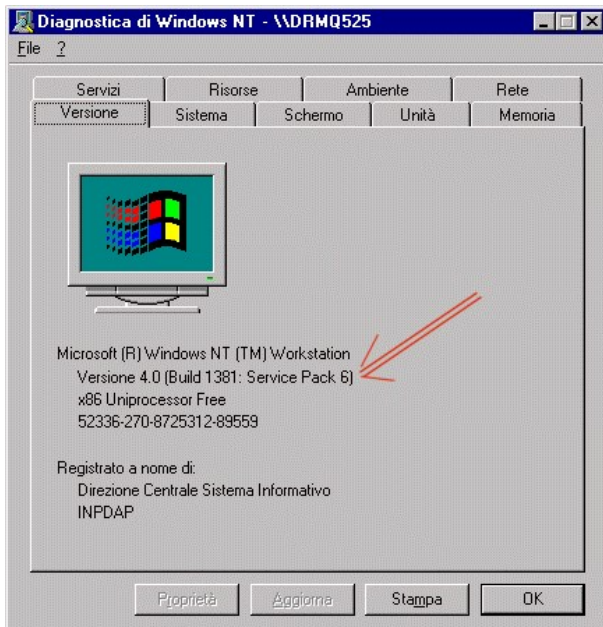 Diagnostica di Windows NT - \\DRMQ525
File ?
Servizi Risorse Ambiente Rete
Versione Sistema Schermo Unità Memoria
Microsoft (R) Windows NT (TM) Workstation
Versione 4.0 (Build 1381: Service Pack 6)
x86 Uniprocessor Free
52336-270-8725312-89559
Registrato a nome di:
Direzione Centrale Sistema Informativo
INPDAP
Proprietà Aggiorna Stampa OK